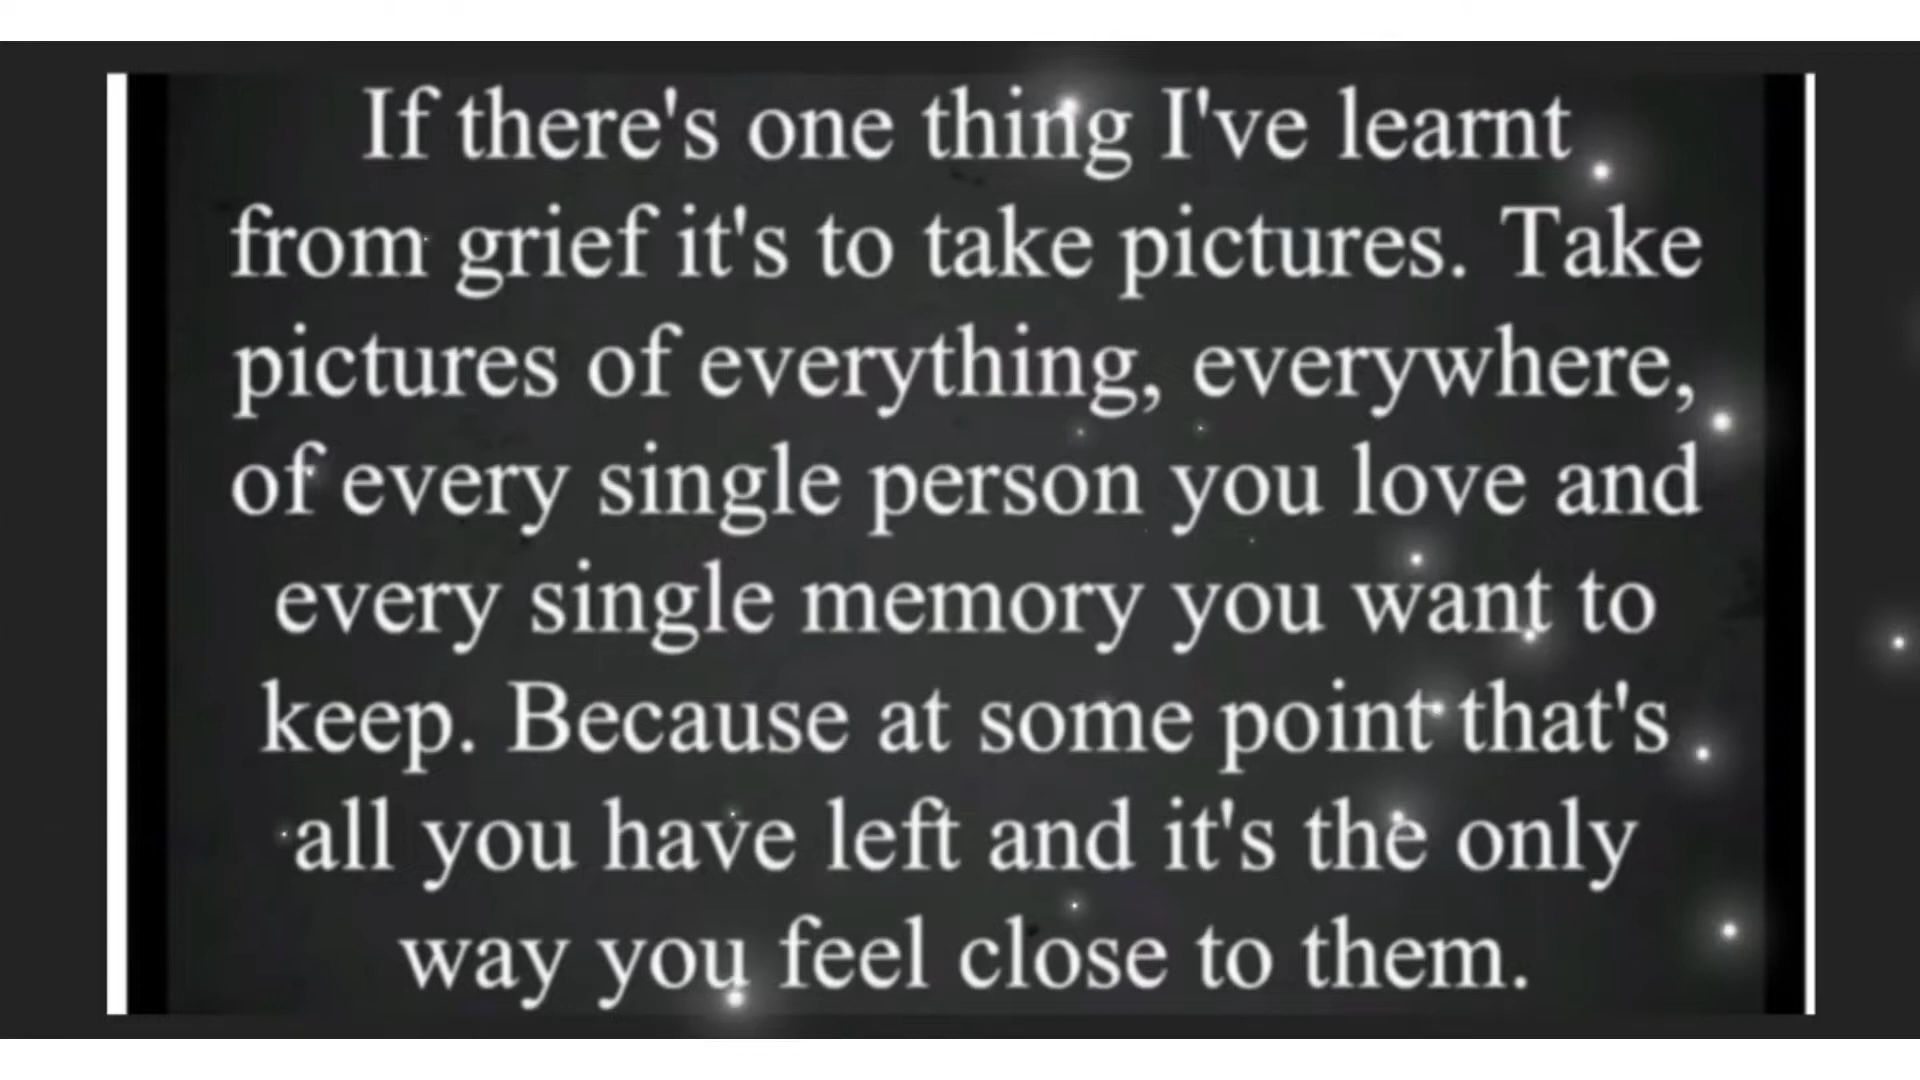 If there's one thing I've learnt
from grief it's to take pictures. Take
pictures of everything, everywhere,
of every single person you love and
every single memory you want to
keep. Because at some point that's
all you have left and it's the only
way you feel close to them.